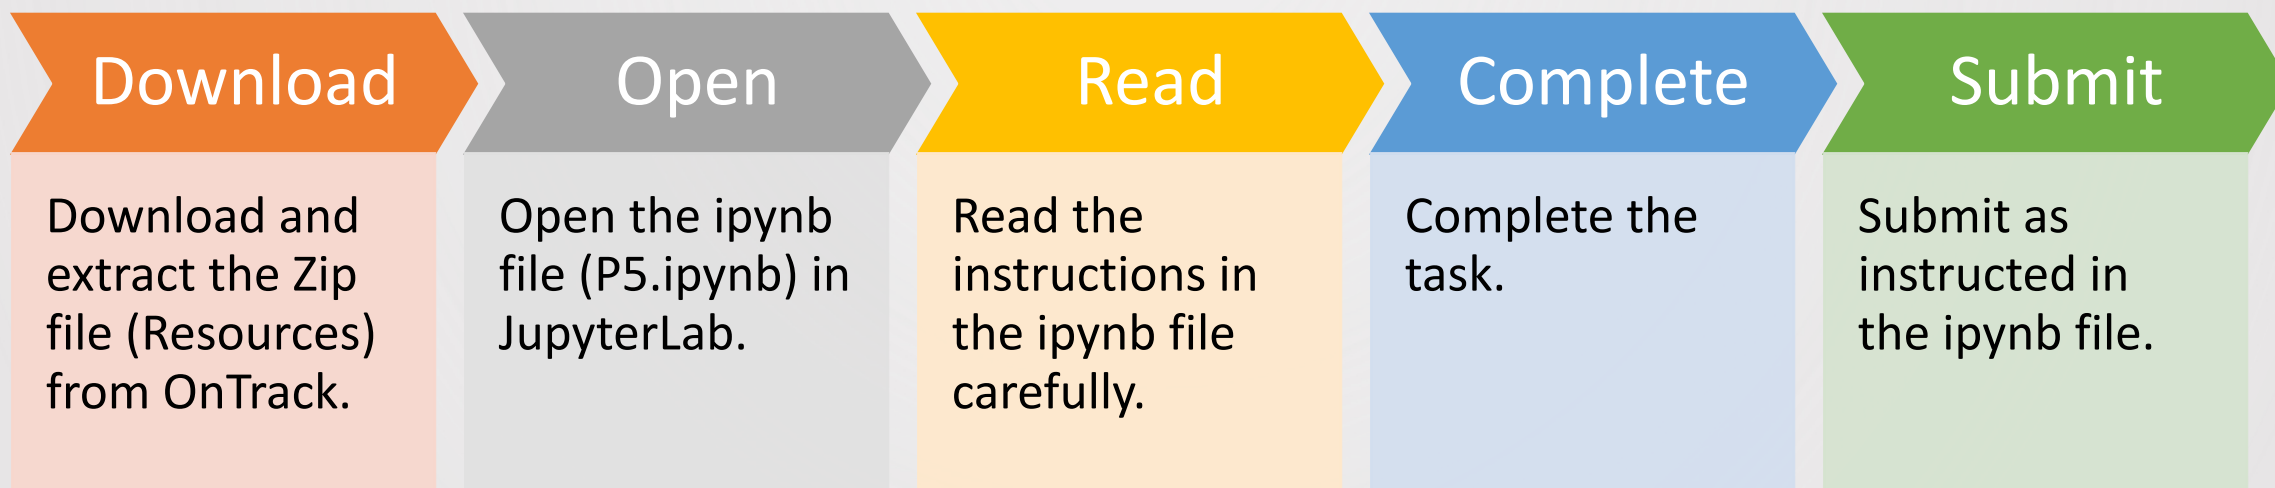 Download
Download and
extract the Zip
file (Resources)
from OnTrack.
Open
Open the ipynb
file (P5.ipynb) in
JupyterLab.
Read
Read the
instructions in
the ipynb file
carefully.
Complete
Complete the
task.
Submit
Submit as
instructed in
the ipynb file.